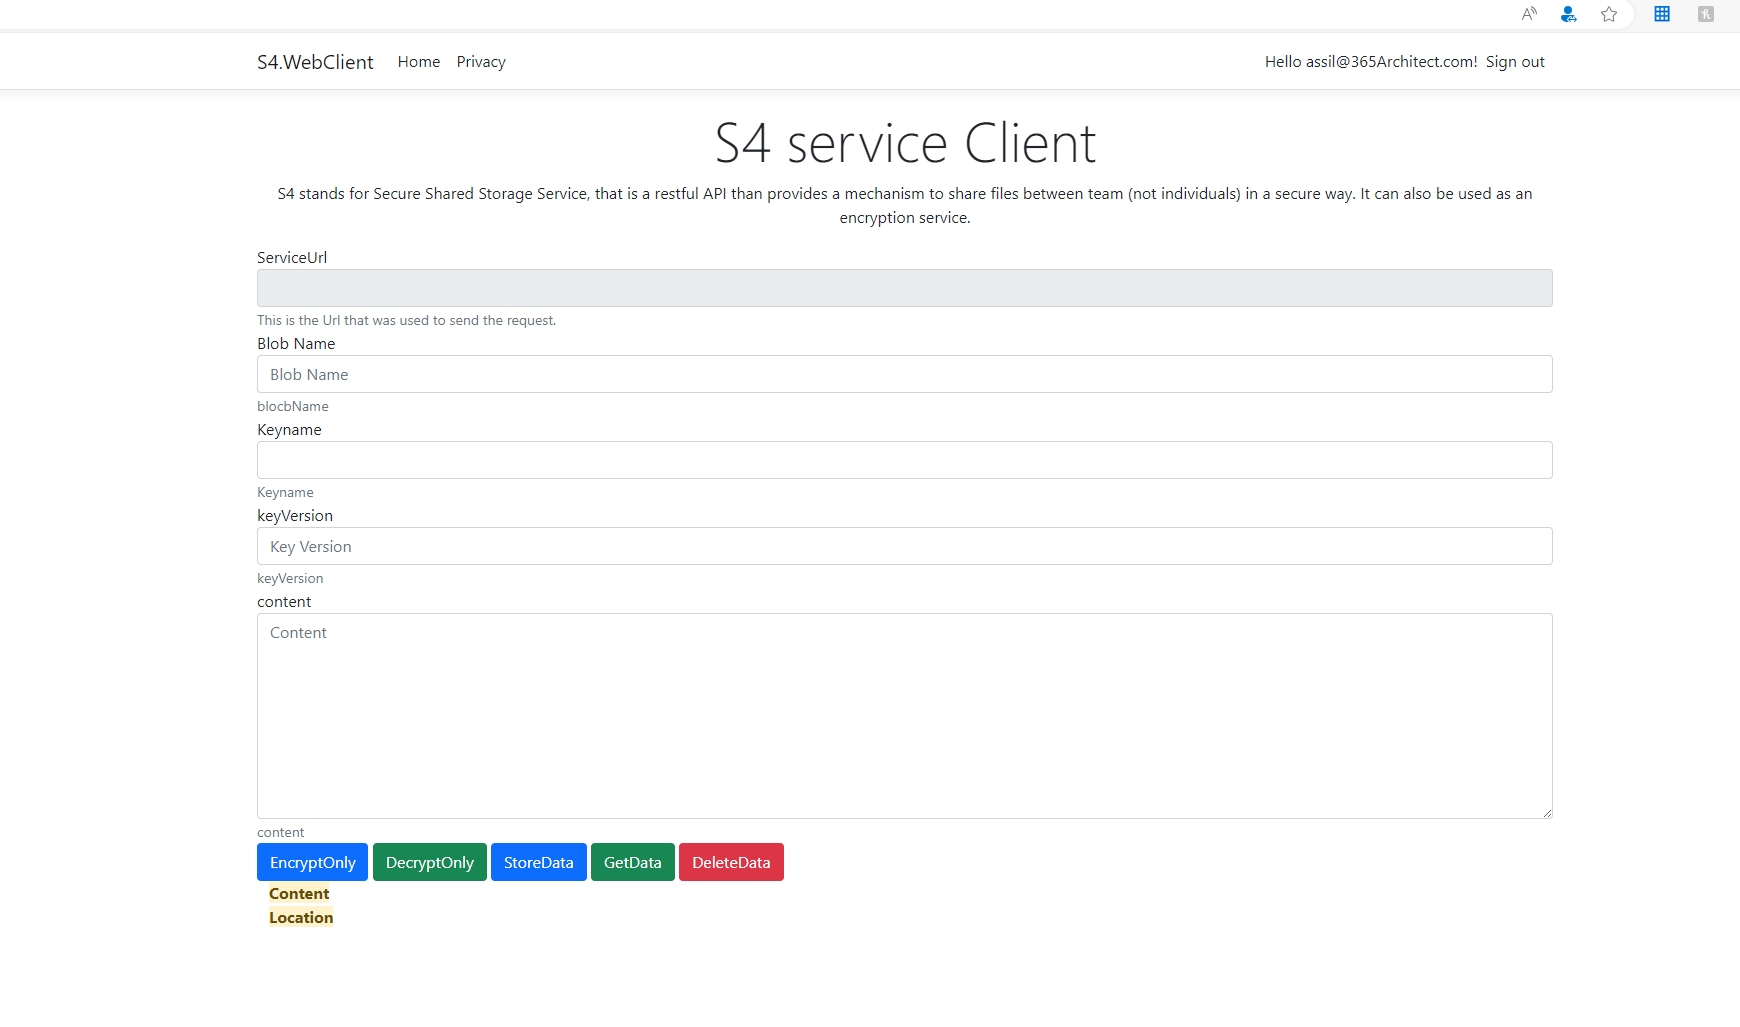 S4.WebClient Home Privacy Hello assil@365Architect.com! Sign out
S4 service Client
S4 stands for Secure Shared Storage Service, that is a restful API than provides a mechanism to share files between team (not individuals) in a secure way. It can also be used as an
encryption service.
ServiceUrl
This is the Url that was used to send the request.
Blob Name
Blob Name
blocbName
Keyname
Keyname
keyVersion
Key Version
keyVersion
content
Content
content
EncryptOnly DecryptOnly StoreData GetData DeleteData
Content
Location